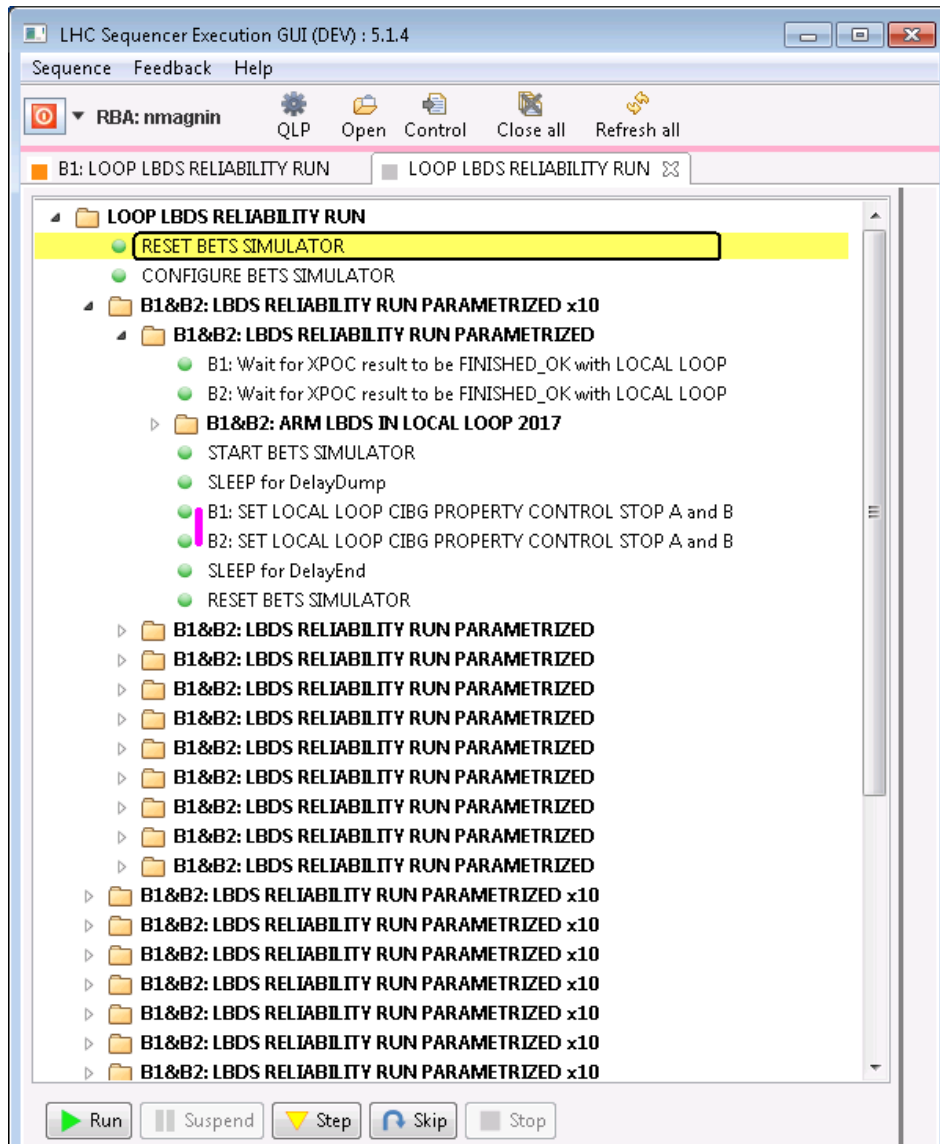 LHC Sequencer Execution GUI (DEV) : 5.1.4
Sequence Feedback Help
RBA: nmagnin QLP Open Control Close all Refresh all
B1: LOOP LBDS RELIABILITY RUN LOOP LBDS RELIABILITY RUN
LOOP LBDS RELIABILITY RUN
RESET BETS SIMULATOR
CONFIGURE BETS SIMULATOR
B1&B2: LBDS RELIABILITY RUN PARAMETRIZED x10
B1&B2: LBDS RELIABILITY RUN PARAMETRIZED
B1: Wait for XPOC result to be FINISHED_OK with LOCAL LOOP
B2: Wait for XPOC result to be FINISHED_OK with LOCAL LOOP
B1&B2: ARM LBDS IN LOCAL LOOP 2017
START BETS SIMULATOR
SLEEP for DelayDump
B1: SET LOCAL LOOP CIBG PROPERTY CONTROL STOP A and B
B2: SET LOCAL LOOP CIBG PROPERTY CONTROL STOP A and B
SLEEP for DelayEnd
RESET BETS SIMULATOR
B1&B2: LBDS RELIABILITY RUN PARAMETRIZED
B1&B2: LBDS RELIABILITY RUN PARAMETRIZED
B1&B2: LBDS RELIABILITY RUN PARAMETRIZED
B1&B2: LBDS RELIABILITY RUN PARAMETRIZED
B1&B2: LBDS RELIABILITY RUN PARAMETRIZED
B1&B2: LBDS RELIABILITY RUN PARAMETRIZED
B1&B2: LBDS RELIABILITY RUN PARAMETRIZED
B1&B2: LBDS RELIABILITY RUN PARAMETRIZED
B1&B2: LBDS RELIABILITY RUN PARAMETRIZED
B1&B2: LBDS RELIABILITY RUN PARAMETRIZED x10
B1&B2: LBDS RELIABILITY RUN PARAMETRIZED x10
B1&B2: LBDS RELIABILITY RUN PARAMETRIZED x10
B1&B2: LBDS RELIABILITY RUN PARAMETRIZED x10
B1&B2: LBDS RELIABILITY RUN PARAMETRIZED x10
B1&B2: LBDS RELIABILITY RUN PARAMETRIZED x10
B1&B2: LBDS RELIABILITY RUN PARAMETRIZED x10
Run Suspend Step Skip Stop